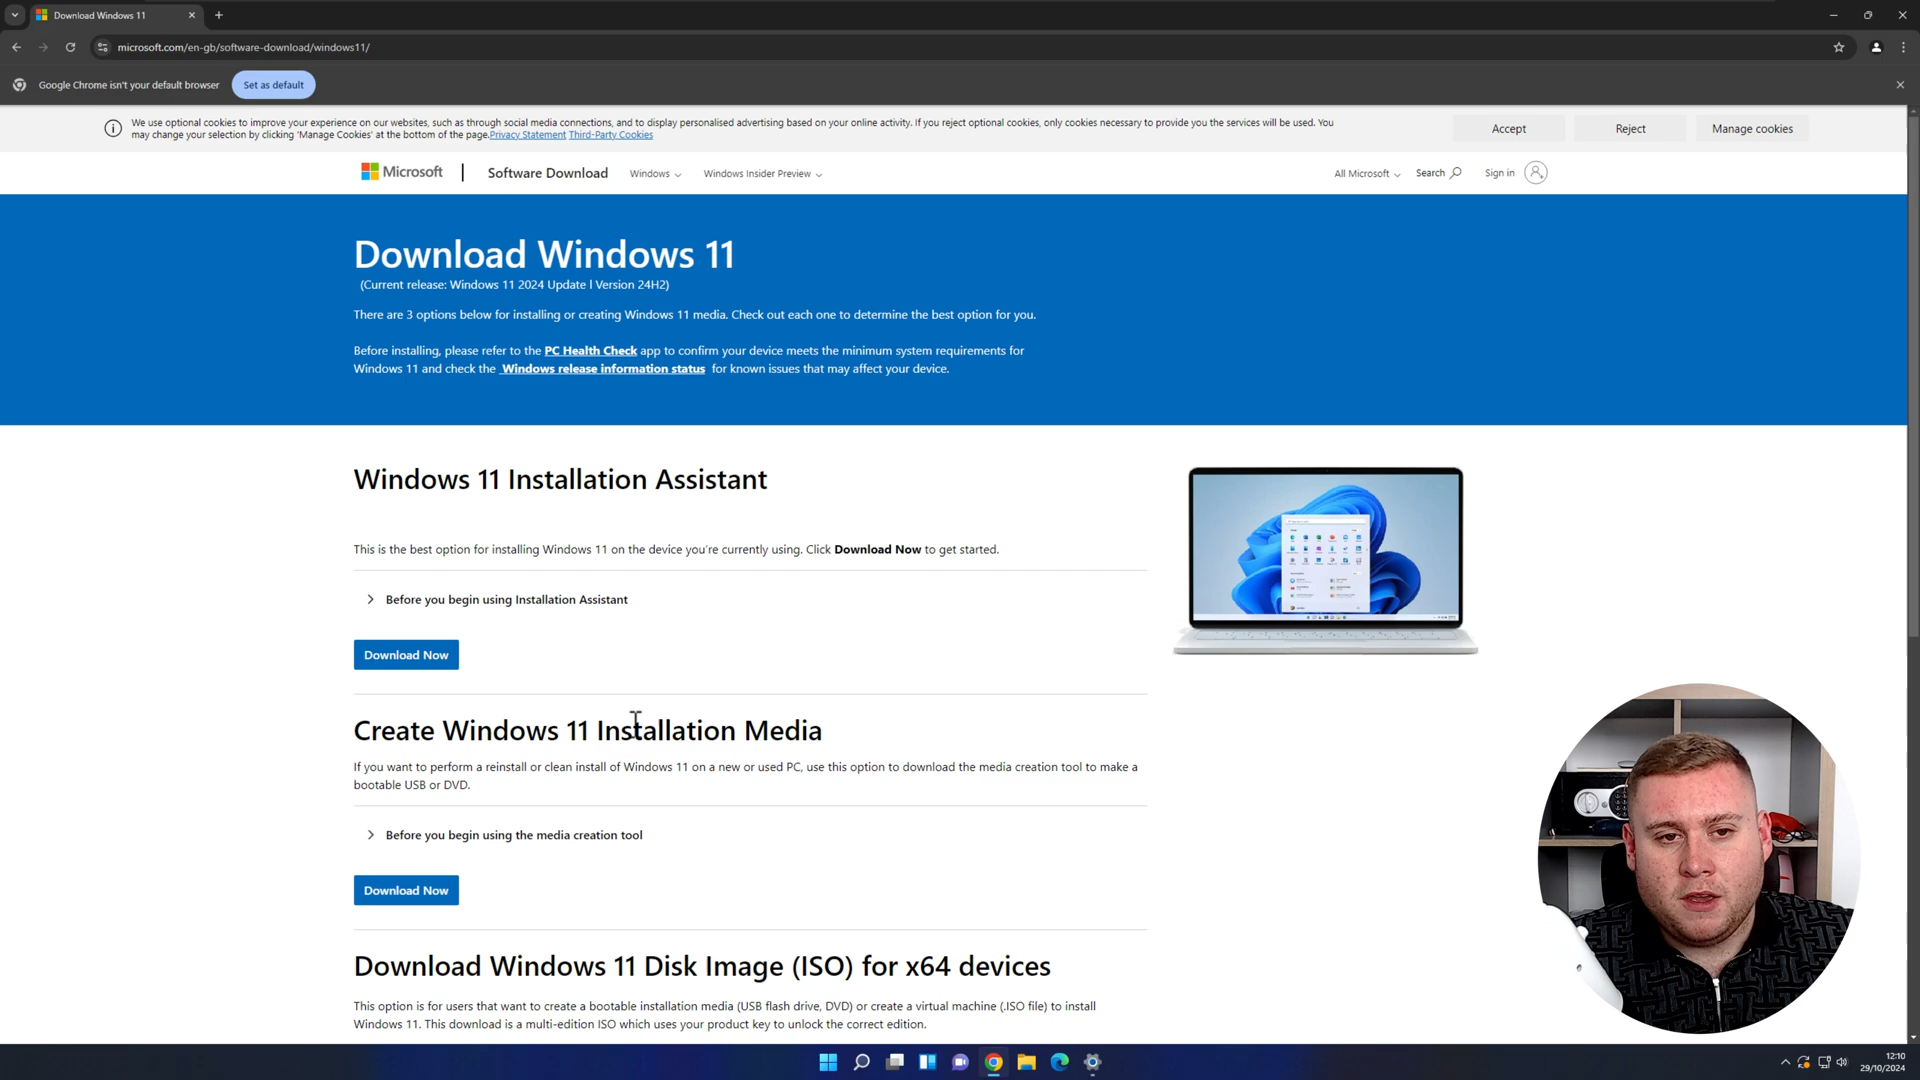 Download Windows 11
microsoft.com/en-gb/software-download/windows11/
Google Chrome isn't your default browser
Set as default
We use optional cookies to improve your experience on our websites, such as through social media connections, and to display personalised advertising based on your online activity. If you reject optional cookies, only cookies necessary to provide you the services will be used. You
may change your selection by clicking 'Manage Cookies' at the bottom of the page.Privacy Statement Third-Party Cookies
Accept
Reject
Manage cookies
Microsoft
Software Download
Windows
Windows Insider Preview
All Microsoft
Search
Sign in
Download Windows 11
(Current release: Windows 11 2024 Update l Version 24H2)
There are 3 options below for installing or creating Windows 11 media. Check out each one to determine the best option for you.
Before installing, please refer to the PC Health Check app to confirm your device meets the minimum system requirements for
Windows 11 and check the Windows release information status for known issues that may affect your device.
Windows 11 Installation Assistant
This is the best option for installing Windows 11 on the device you're currently using. Click Download Now to get started.
Before you begin using Installation Assistant
Download Now
Create Windows 11 Installation Media
If you want to perform a reinstall or clean install of Windows 11 on a new or used PC, use this option to download the media creation tool to make a
bootable USB or DVD.
Before you begin using the media creation tool
Download Now
Download Windows 11 Disk Image (ISO) for x64 devices
This option is for users that want to create a bootable installation media (USB flash drive, DVD) or create a virtual machine (.ISO file) to install
Windows 11. This download is a multi-edition ISO which uses your product key to unlock the correct edition.
12:10
29/10/2024